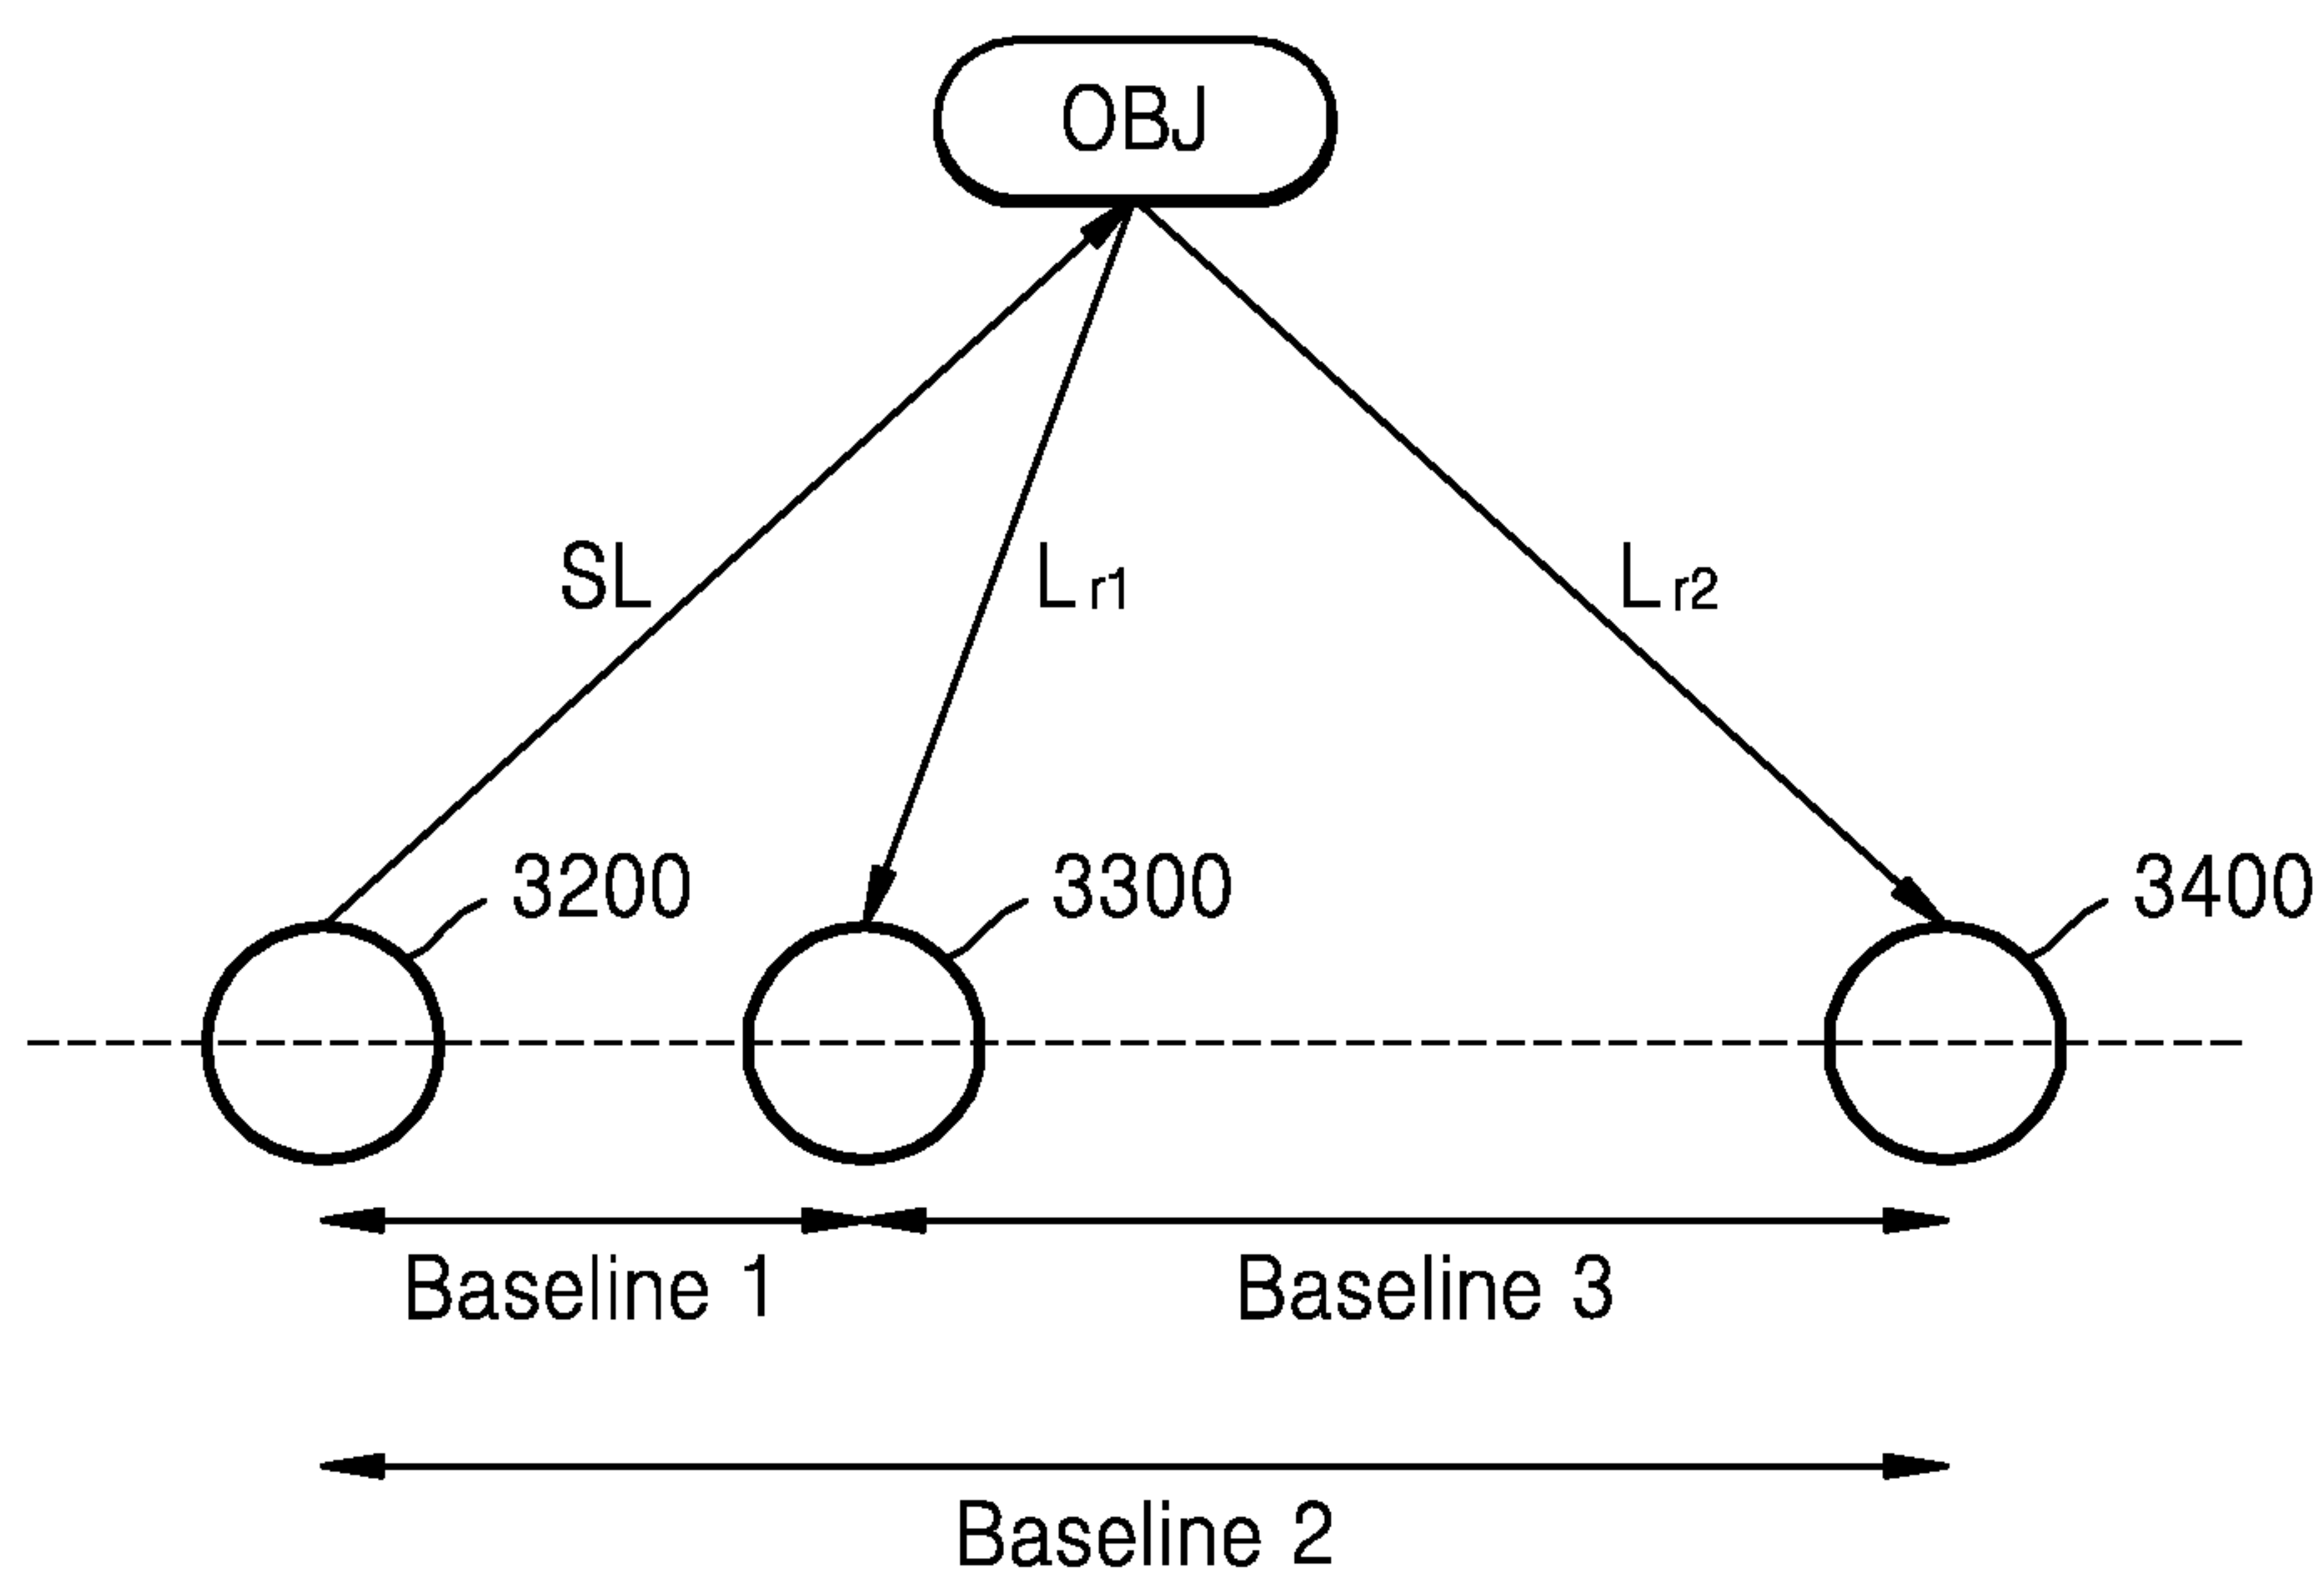 OBJ
SL
Lr1
Lr2
3200
3300
3400
Baseline 1
Baseline 3
Baseline 2